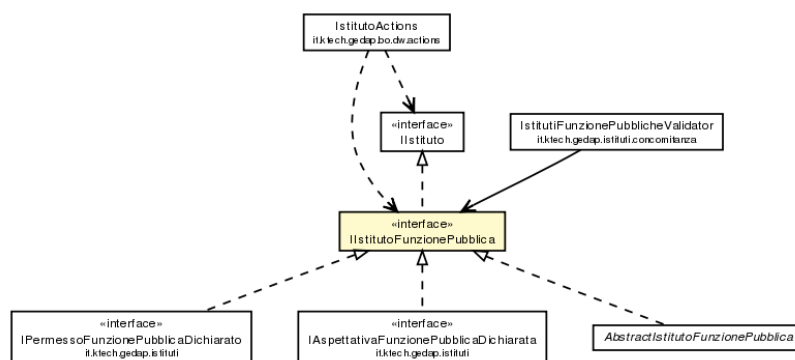 IstitutoActions
it.ktech.gedap.bo.dw.actions
«interface»
IIstituto
IstitutiFunzionePubblicheValidator
it.ktech.gedap.istituti.concomitanza
«interface»
IIstitutoFunzionePubblica
«interface»
IPermessoFunzionePubblicaDichiarato
it.ktech.gedap.istituti
«interface»
IAspettativaFunzionePubblicaDichiarata
it.ktech.gedap.istituti
AbstractIstitutoFunzionePubblica